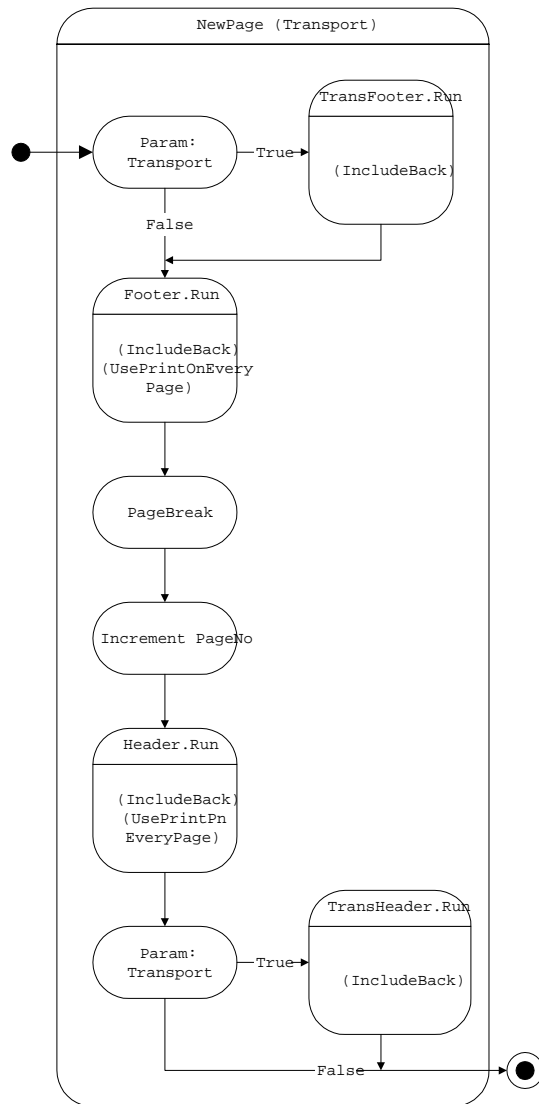 NewPage (Transport)
TransFooter.Run
Param:
Transport
True
(IncludeBack)
False
Footer.Run
(IncludeBack)
(UsePrintOnEvery
Page)
PageBreak
Increment PageNo
Header.Run
(IncludeBack)
(UsePrintPn
EveryPage)
TransHeader.Run
Param:
Transport
True
(IncludeBack)
False